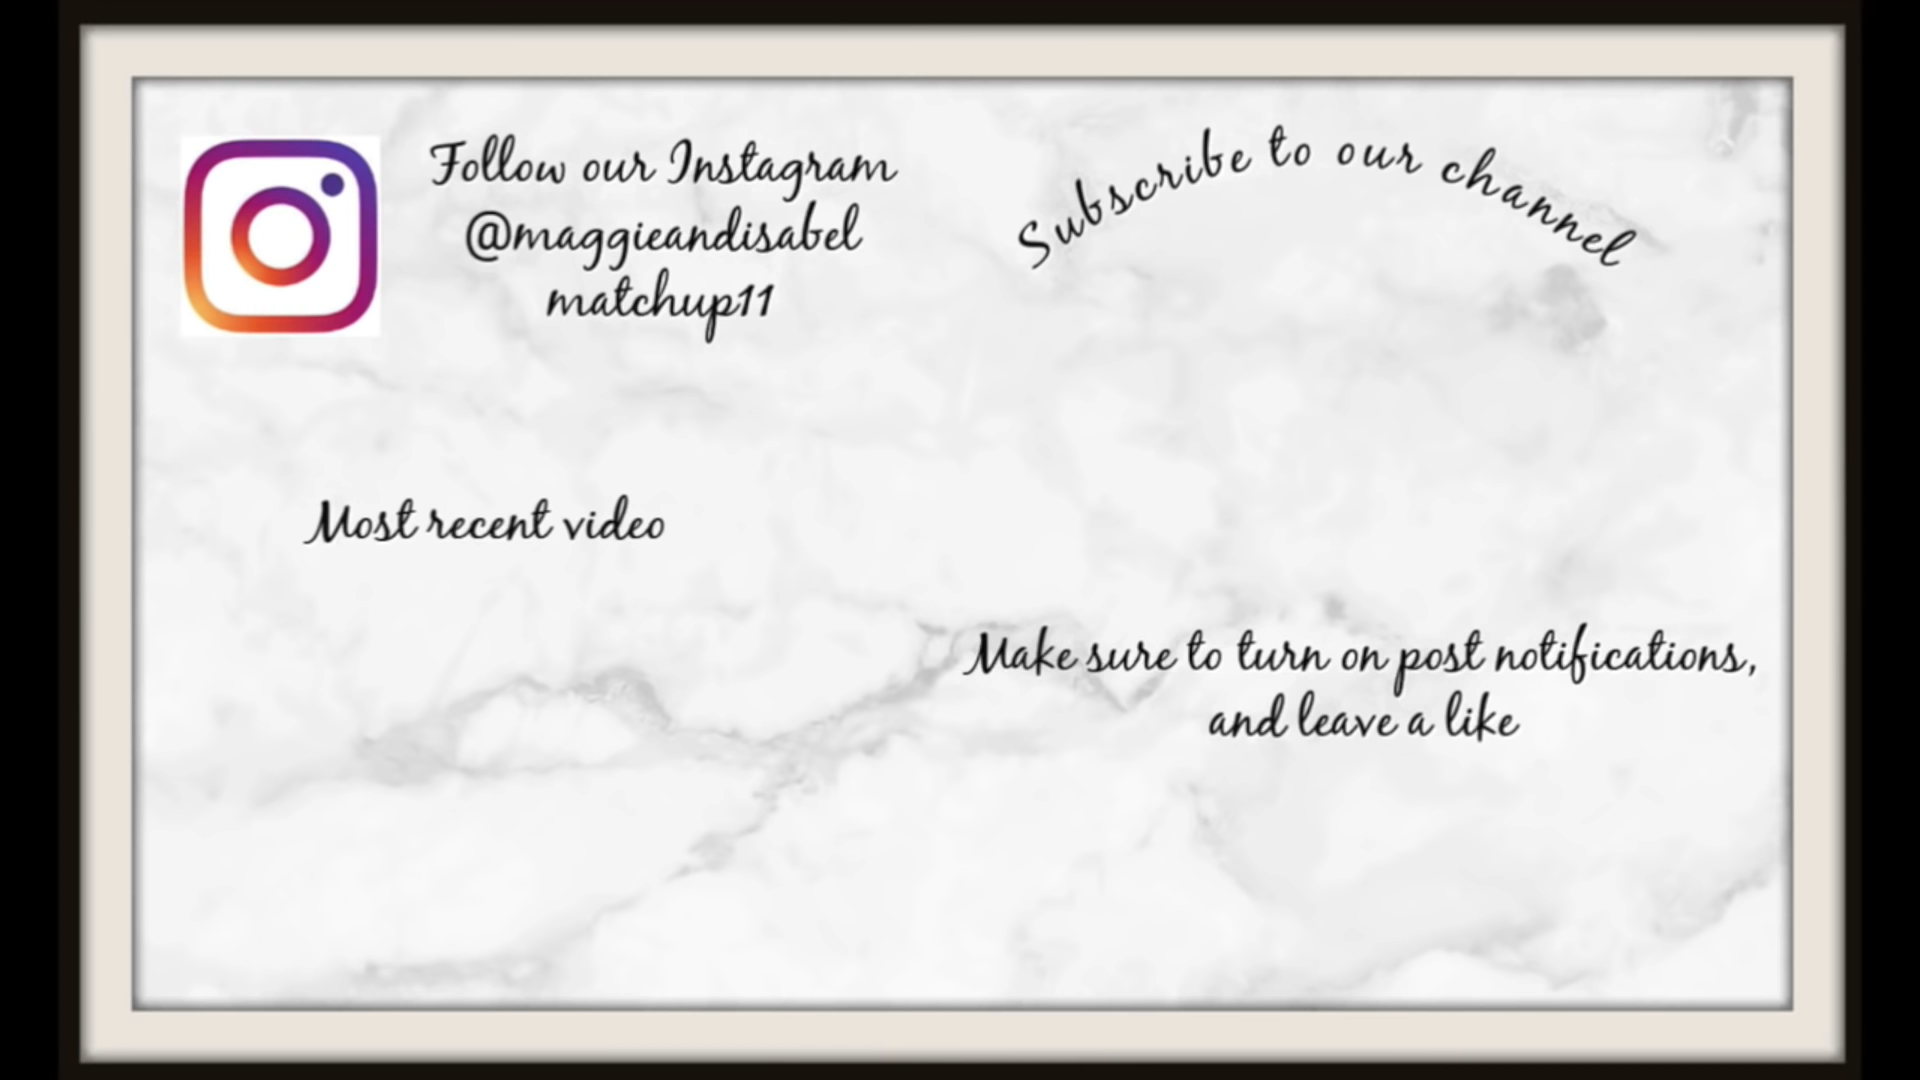 Follow our Instagram
@maggieandisabel
matchup11
Subscribe to our channel
Most recent video
Make sure to turn on post notifications,
and leave a like